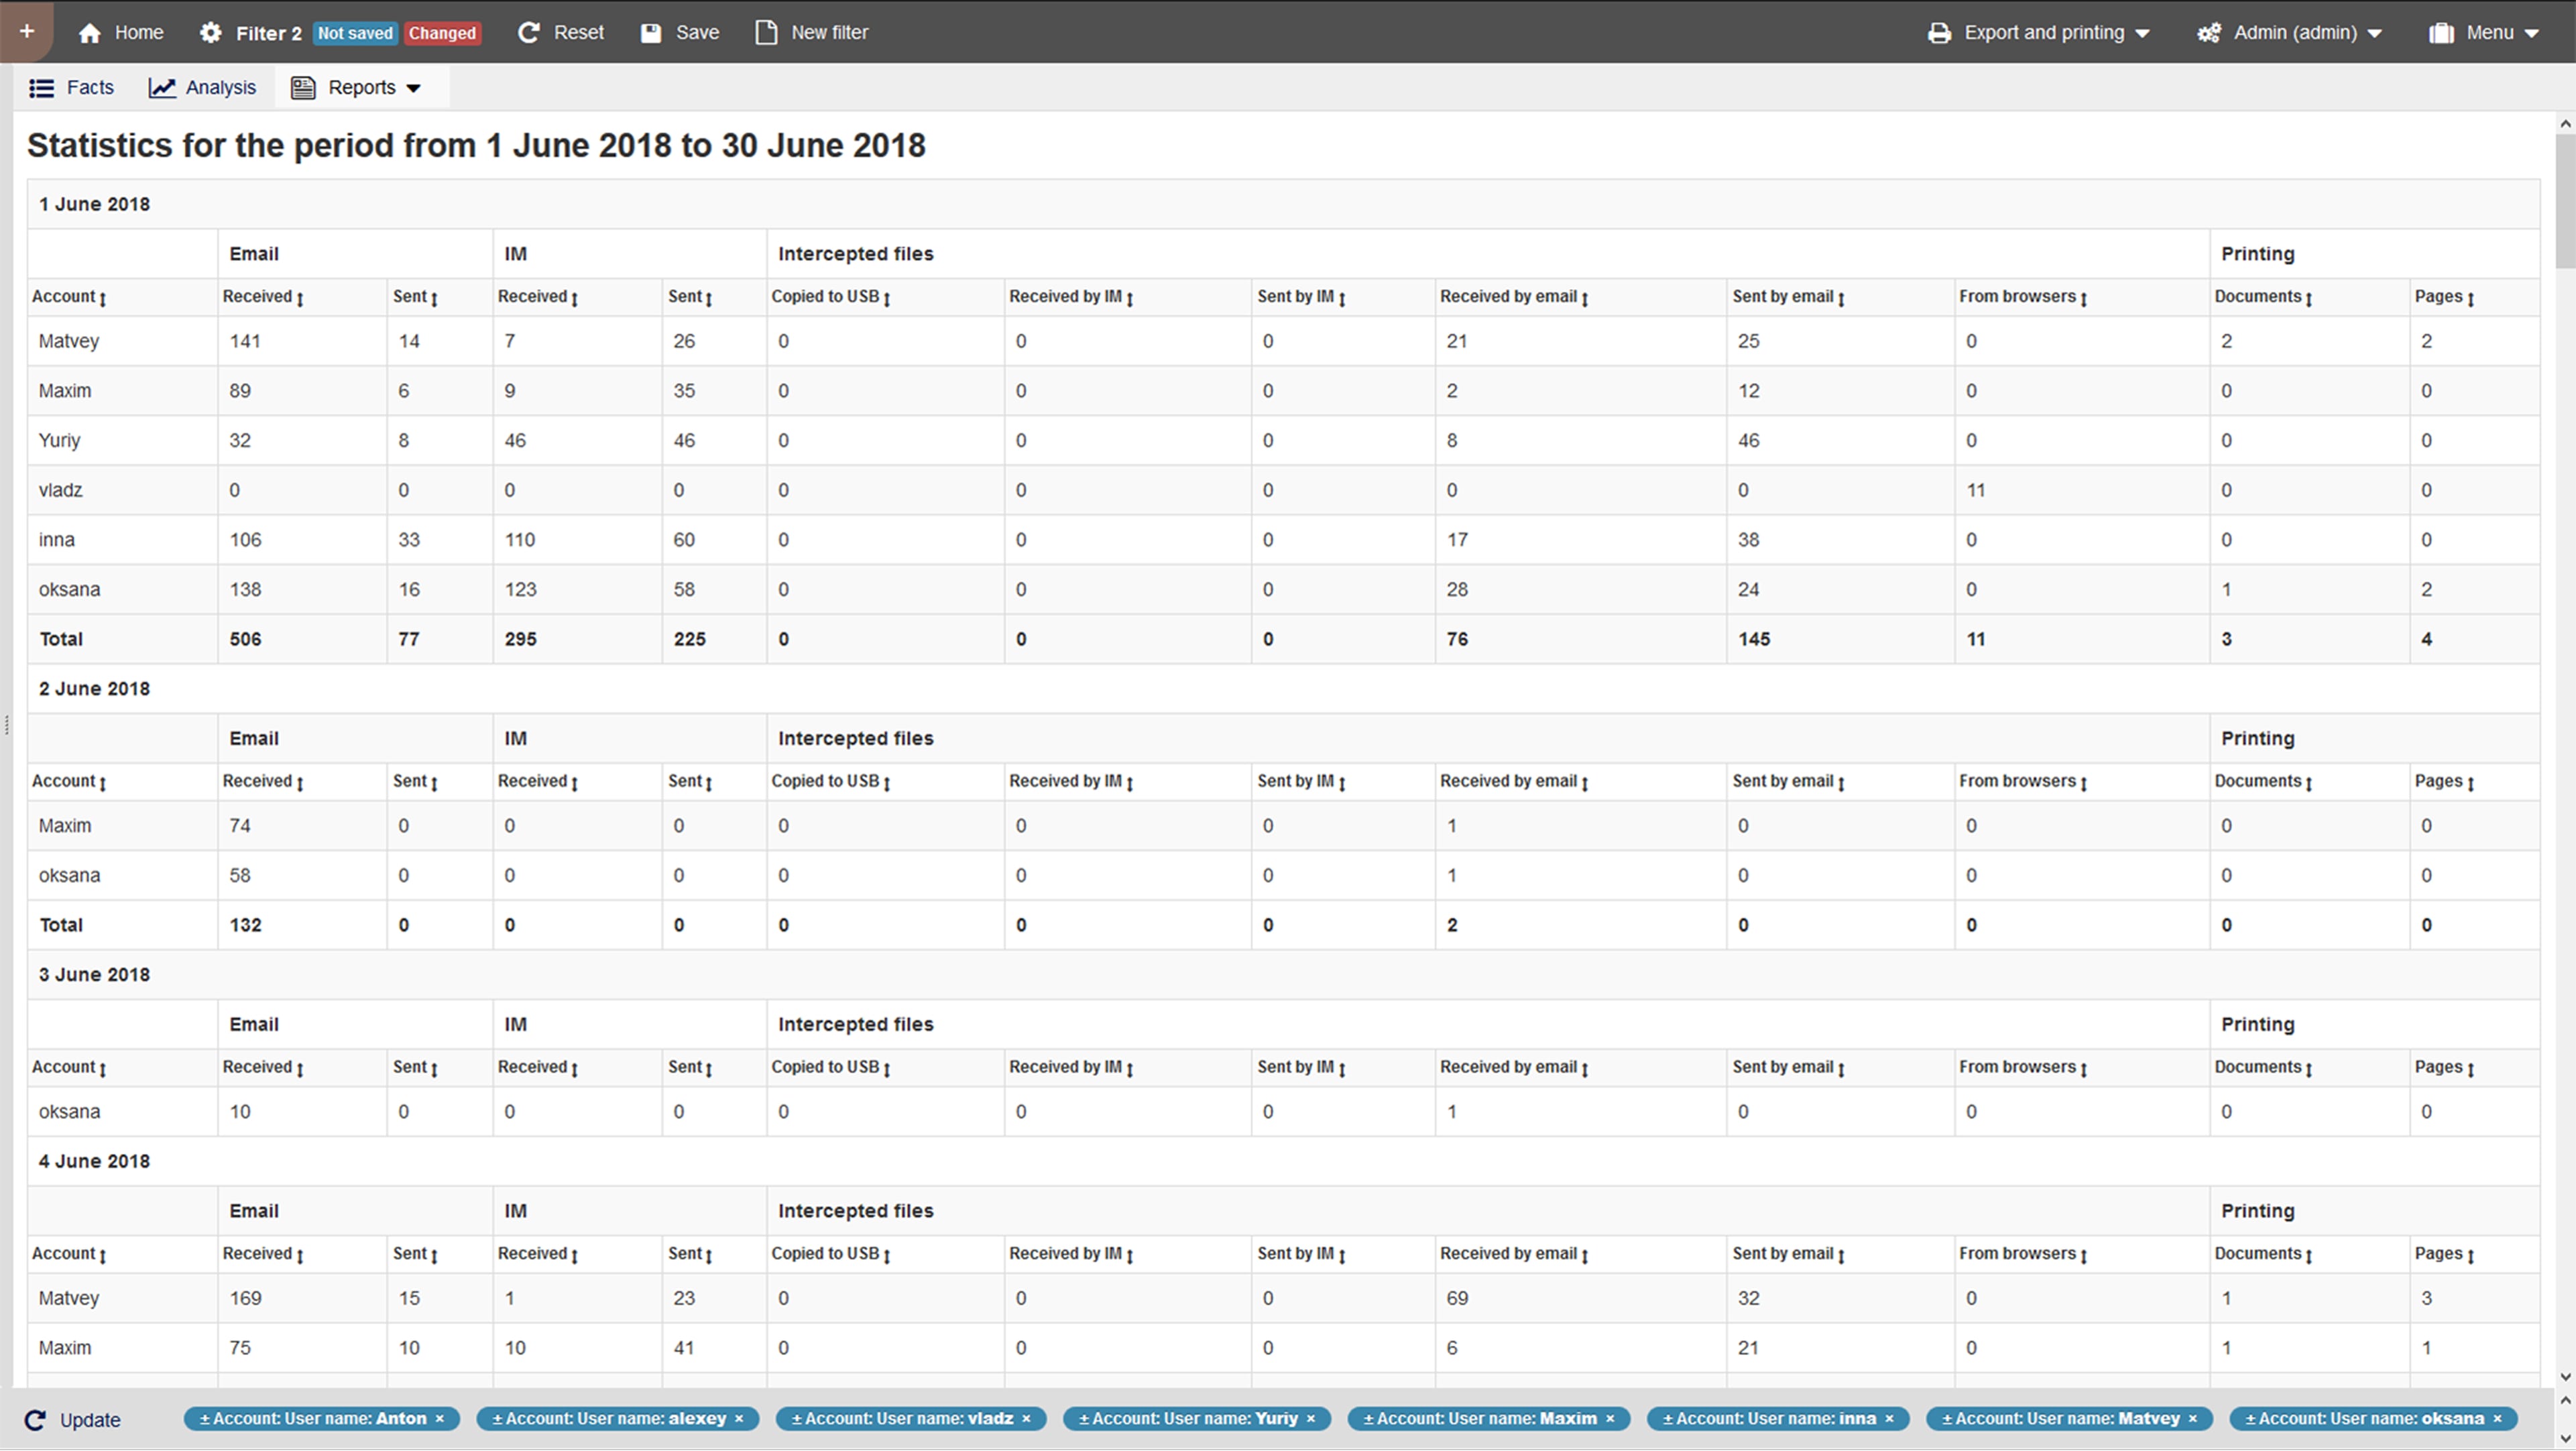 + Home Filter 2 Not saved Changed Reset Save New filter Export and printing Admin (admin) Menu
Facts Analysis Reports
Statistics for the period from 1 June 2018 to 30 June 2018
1 June 2018
Email IM Intercepted files Printing
Account Received Sent Received Sent Copied to USB Received by IM Sent by IM Received by email Sent by email From browsers Documents Pages
Matvey 141 14 7 26 0 0 0 21 25 0 2 2
Maxim 89 6 9 35 0 0 0 2 12 0 0 0
Yuriy 32 8 46 46 0 0 0 8 46 0 0 0
vladz 0 0 0 0 0 0 0 0 0 11 0 0
inna 106 33 110 60 0 0 0 17 38 0 0 0
oksana 138 16 123 58 0 0 0 28 24 0 1 2
Total 506 77 295 225 0 0 0 76 145 11 3 4
2 June 2018
Email IM Intercepted files Printing
Account Received Sent Received Sent Copied to USB Received by IM Sent by IM Received by email Sent by email From browsers Documents Pages
Maxim 74 0 0 0 0 0 0 1 0 0 0 0
oksana 58 0 0 0 0 0 0 1 0 0 0 0
Total 132 0 0 0 0 0 0 2 0 0 0 0
3 June 2018
Email IM Intercepted files Printing
Account Received Sent Received Sent Copied to USB Received by IM Sent by IM Received by email Sent by email From browsers Documents Pages
oksana 10 0 0 0 0 0 0 1 0 0 0 0
4 June 2018
Email IM Intercepted files Printing
Account Received Sent Received Sent Copied to USB Received by IM Sent by IM Received by email Sent by email From browsers Documents Pages
Matvey 169 15 1 23 0 0 0 69 32 0 1 3
Maxim 75 10 10 41 0 0 0 6 21 0 1 1
Update ± Account: User name: Anton × ± Account: User name: alexey × ± Account: User name: vladz × ± Account: User name: Yuriy × ± Account: User name: Maxim × ± Account: User name: inna × ± Account: User name: Matvey × ± Account: User name: oksana ×